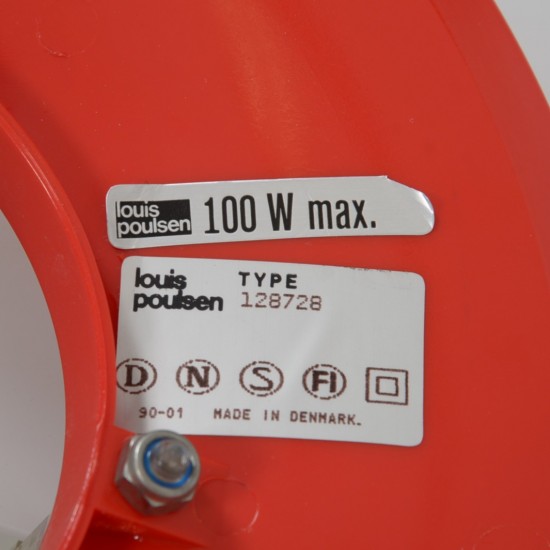 louis
poulsen 100 W max.
louis
poulsen
TYPE
128728
D N S FI
90-01 MADE IN DENMARK.